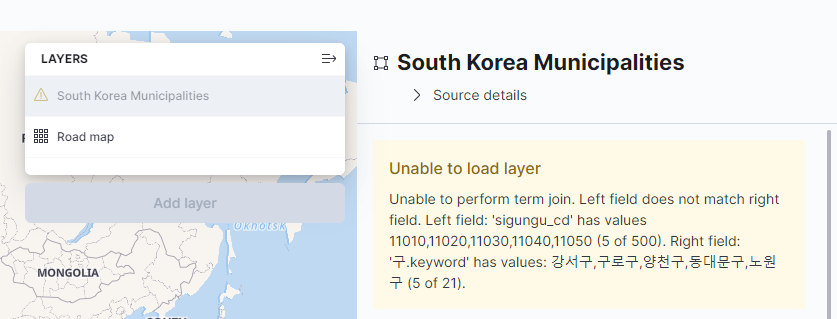 LAYERS
South Korea Municipalities
Road map
Add layer
Okhotsk
MONGOLIA
South Korea Municipalities
Source details
Unable to load layer
Unable to perform term join. Left field does not match right
field. Left field: 'sigungu_cd' has values
11010,11020,11030,11040,11050 (5 of 500). Right field:
'구.keyword' has values: 강서구,구로구,양천구,동대문구,노원
구 (5 of 21).